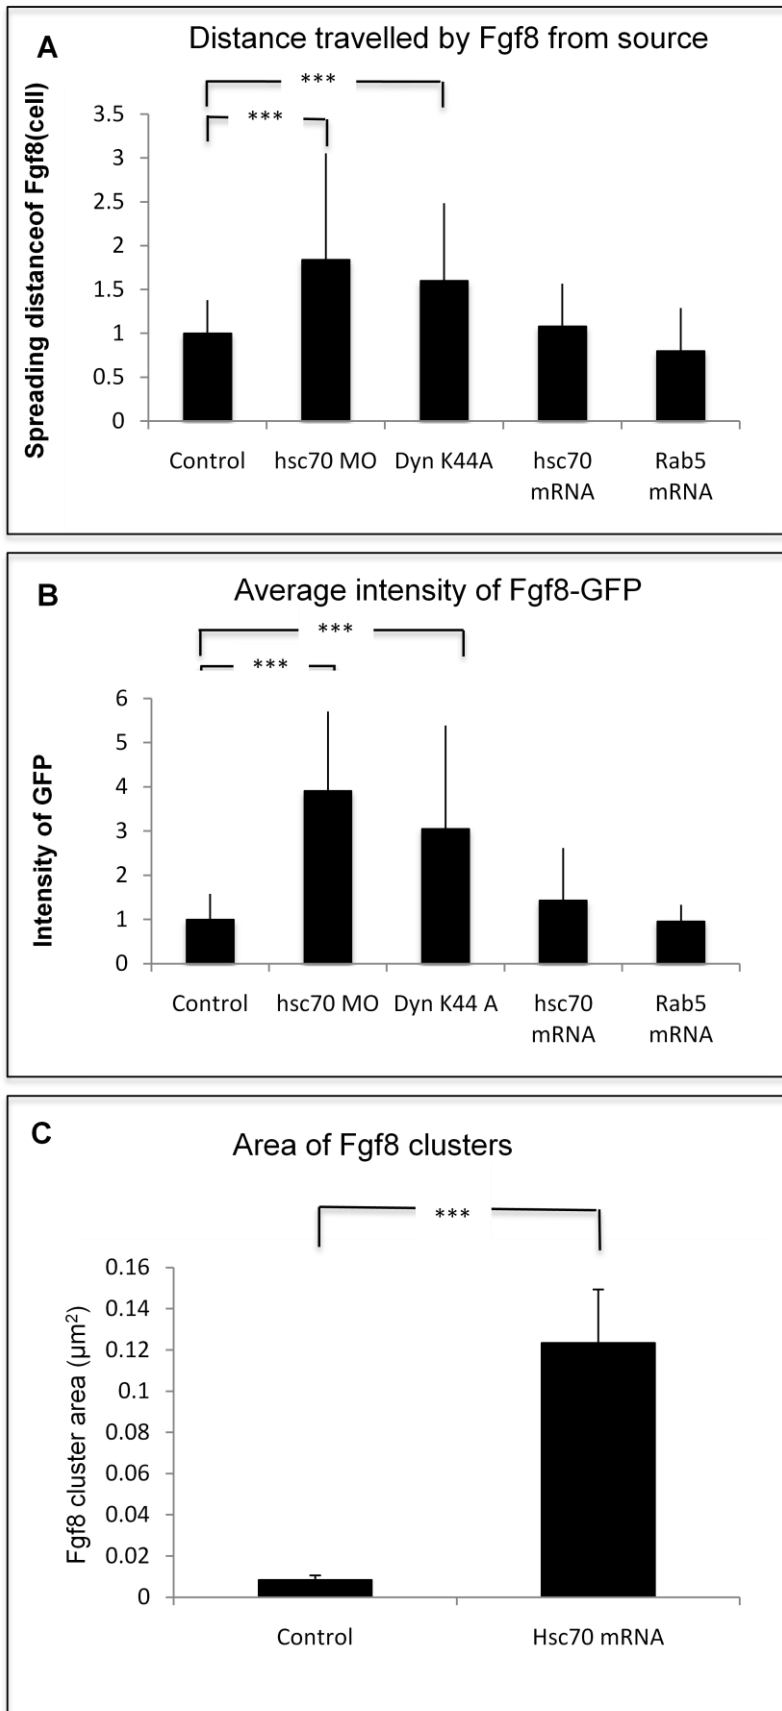 A
Distance travelled by Fgf8 from source
***
***
Spreading distanceof Fgf8(cell)
3.5
3
2.5
2
1.5
1
0.5
0
Control hsc70 MO Dyn K44A hsc70 Rab5
mRNA mRNA
B
Average intensity of Fgf8-GFP
***
***
Intensity of GFP
6
5
4
3
2
1
0
Control hsc70 MO Dyn K44 A hsc70 Rab5
mRNA mRNA
C
Area of Fgf8 clusters
***
Fgf8 cluster area (µm²)
0.16
0.14
0.12
0.1
0.08
0.06
0.04
0.02
0
Control Hsc70 mRNA